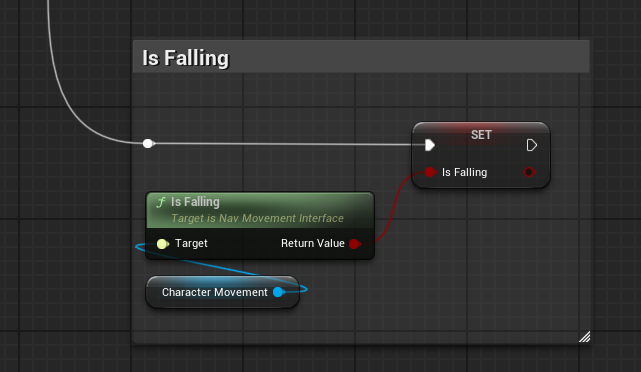 Is Falling
SET
Is Falling
f Is Falling
Target is Nav Movement Interface
Target Return Value
Character Movement